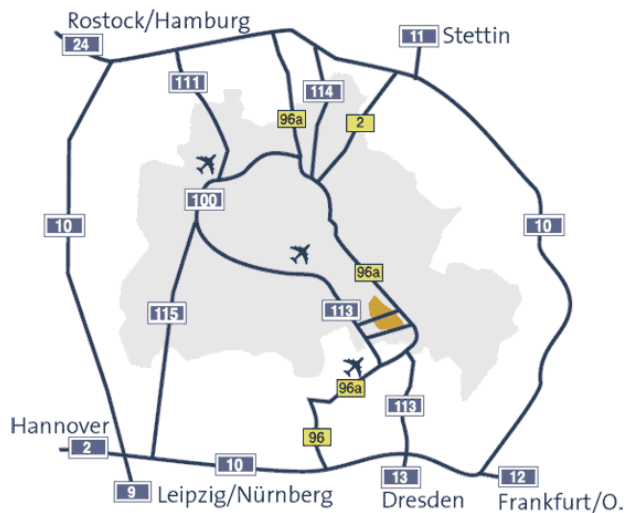 Rostock/Hamburg
24
11 Stettin
111
114
96a
2
100
10
10
96a
115
113
96a
113
Hannover
2
96
10
9 Leipzig/Nürnberg
13
Dresden
12
Frankfurt/O.